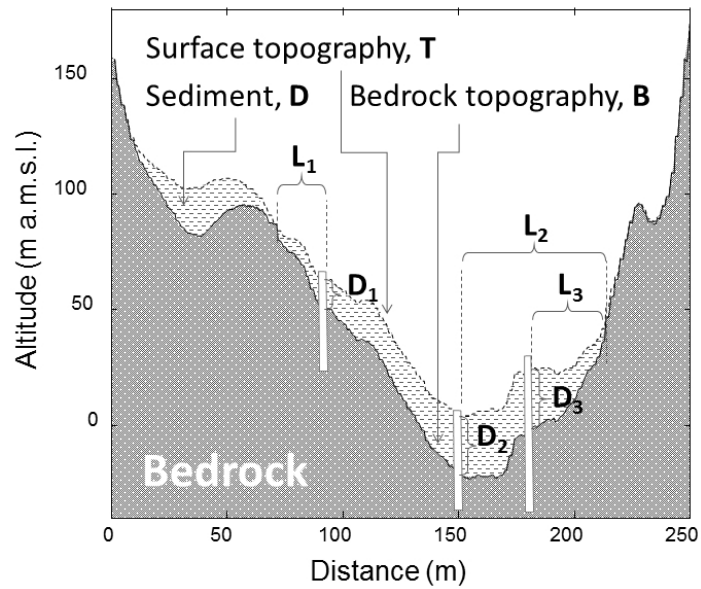 Surface topography, T
Sediment, D
Bedrock topography, B
L1
L2
L3
D1
D2
D3
Bedrock
Altitude (m a.m.s.l.)
150
100
50
0
0 50 100 150 200 250
Distance (m)